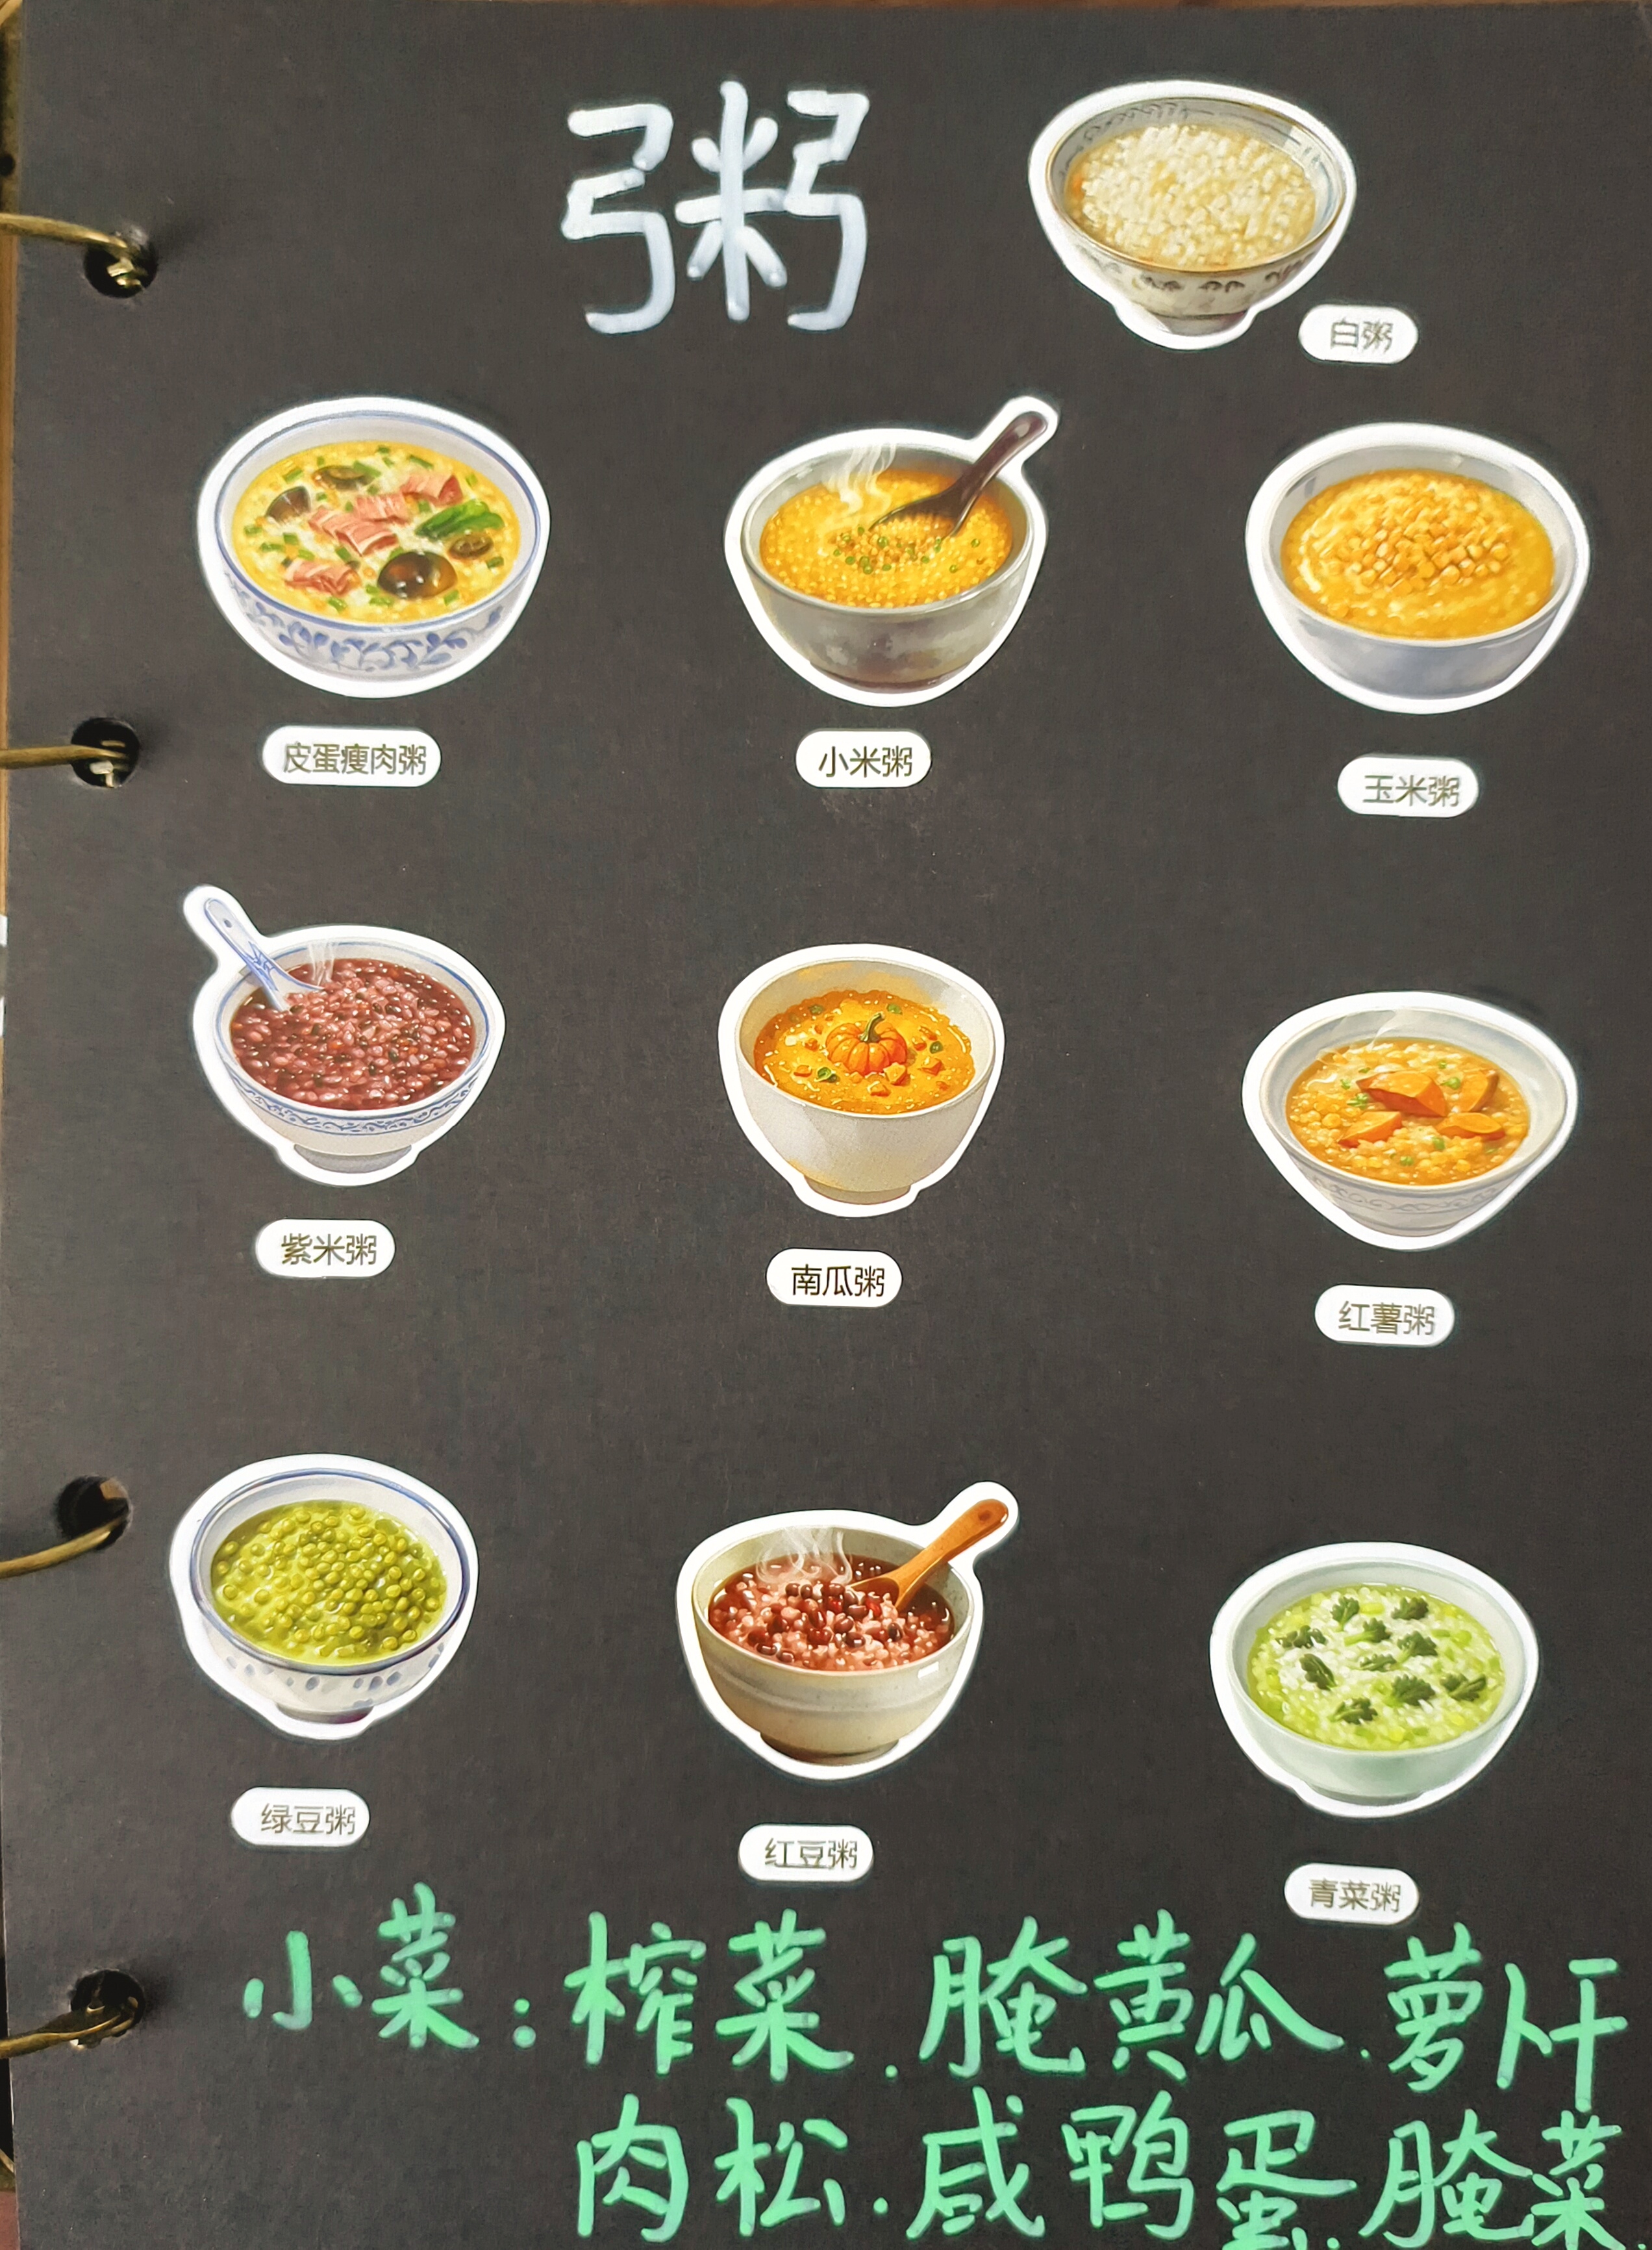 粥
白粥
皮蛋瘦肉粥
小米粥
玉米粥
紫米粥
南瓜粥
红薯粥
绿豆粥
红豆粥
青菜粥
小菜:榨菜.腌黄瓜.萝卜干
肉松.咸鸭蛋.腌菜